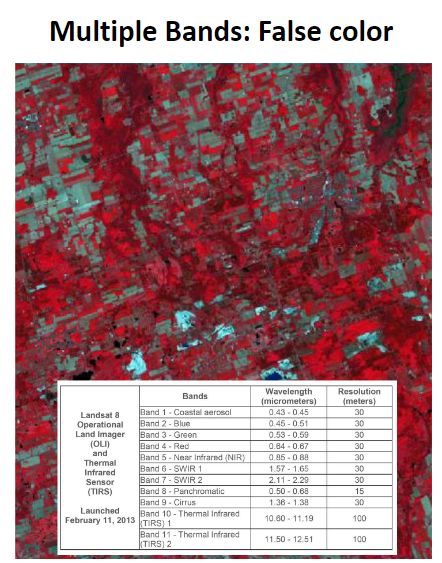 Multiple Bands: False color
Landsat 8
Operational
Land Imager
(OLI)
and
Thermal
Infrared
Sensor
(TIRS)
Launched
February 11, 2013
Bands Wavelength (micrometers) Resolution (meters)
Band 1 - Coastal aerosol 0.43 - 0.45 30
Band 2 - Blue 0.45 - 0.51 30
Band 3 - Green 0.53 - 0.59 30
Band 4 - Red 0.64 - 0.67 30
Band 5 - Near Infrared (NIR) 0.85 - 0.88 30
Band 6 - SWIR 1 1.57 - 1.65 30
Band 7 - SWIR 2 2.11 - 2.29 30
Band 8 - Panchromatic 0.50 - 0.68 15
Band 9 - Cirrus 1.36 - 1.38 30
Band 10 - Thermal Infrared (TIRS) 1 10.60 - 11.19 100
Band 11 - Thermal Infrared (TIRS) 2 11.50 - 12.51 100